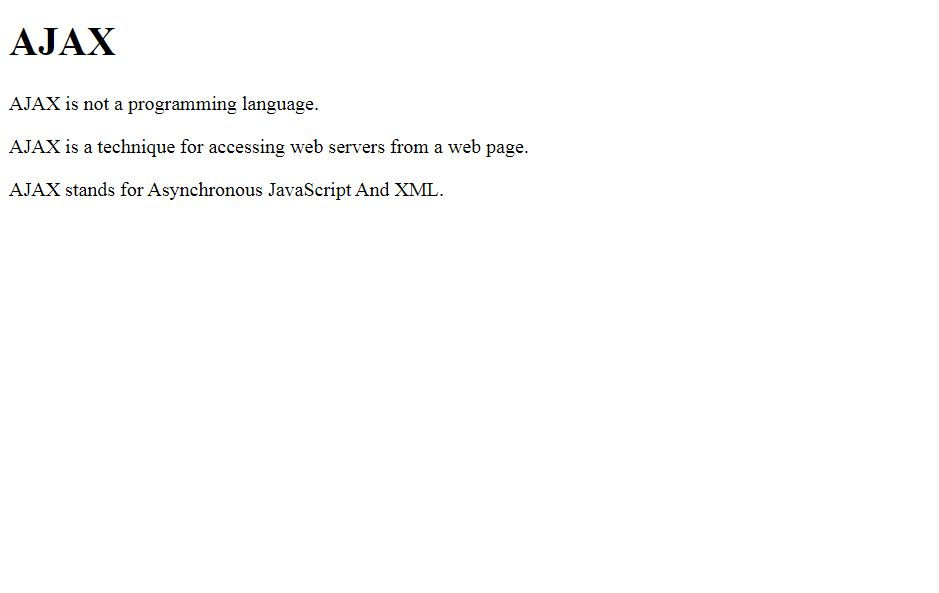 AJAX
AJAX is not a programming language.
AJAX is a technique for accessing web servers from a web page.
AJAX stands for Asynchronous JavaScript And XML.